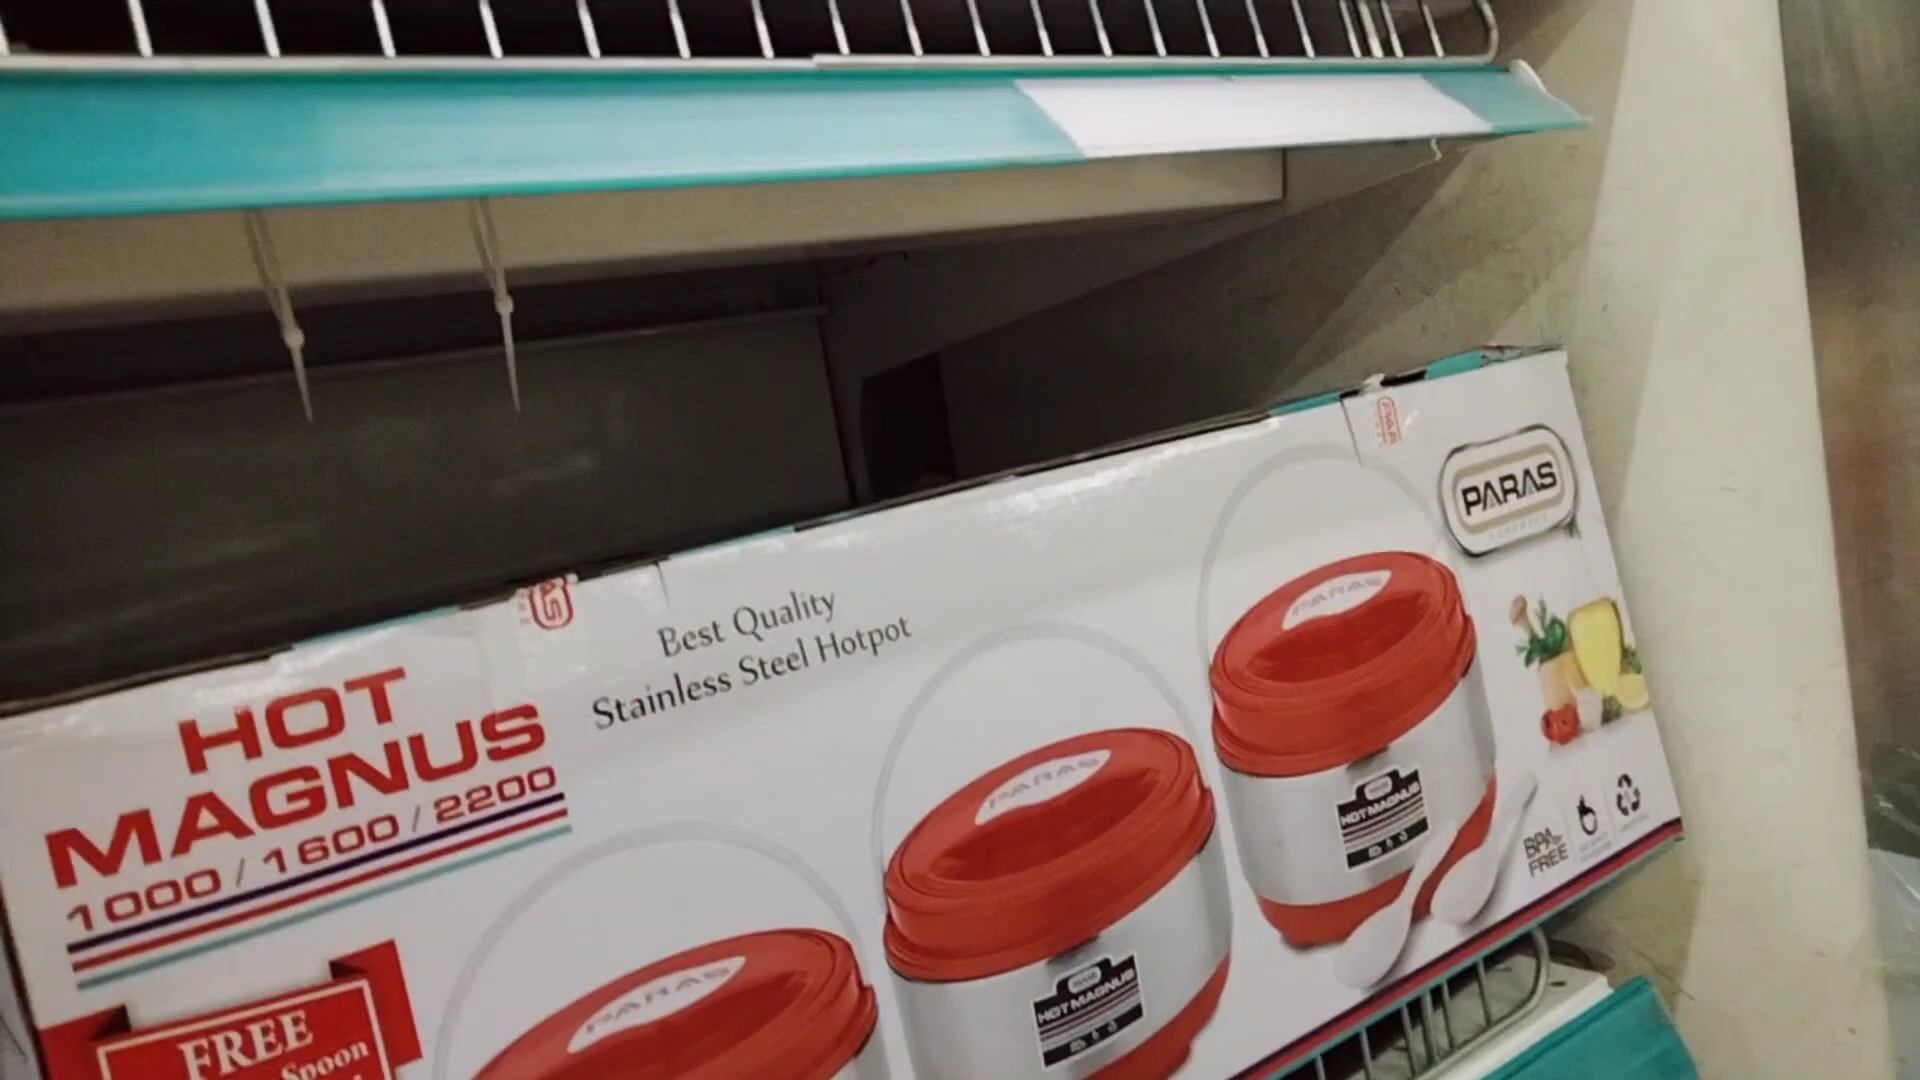 PARAS
Best Quality
Stainless Steel Hotpot
HOT
MAGNUS
1000 / 1600 / 2200
PARAS
HOT MAGNUS
PARAS
HOT MAGNUS
PARAS
BPA
FREE
FREE
Spoon